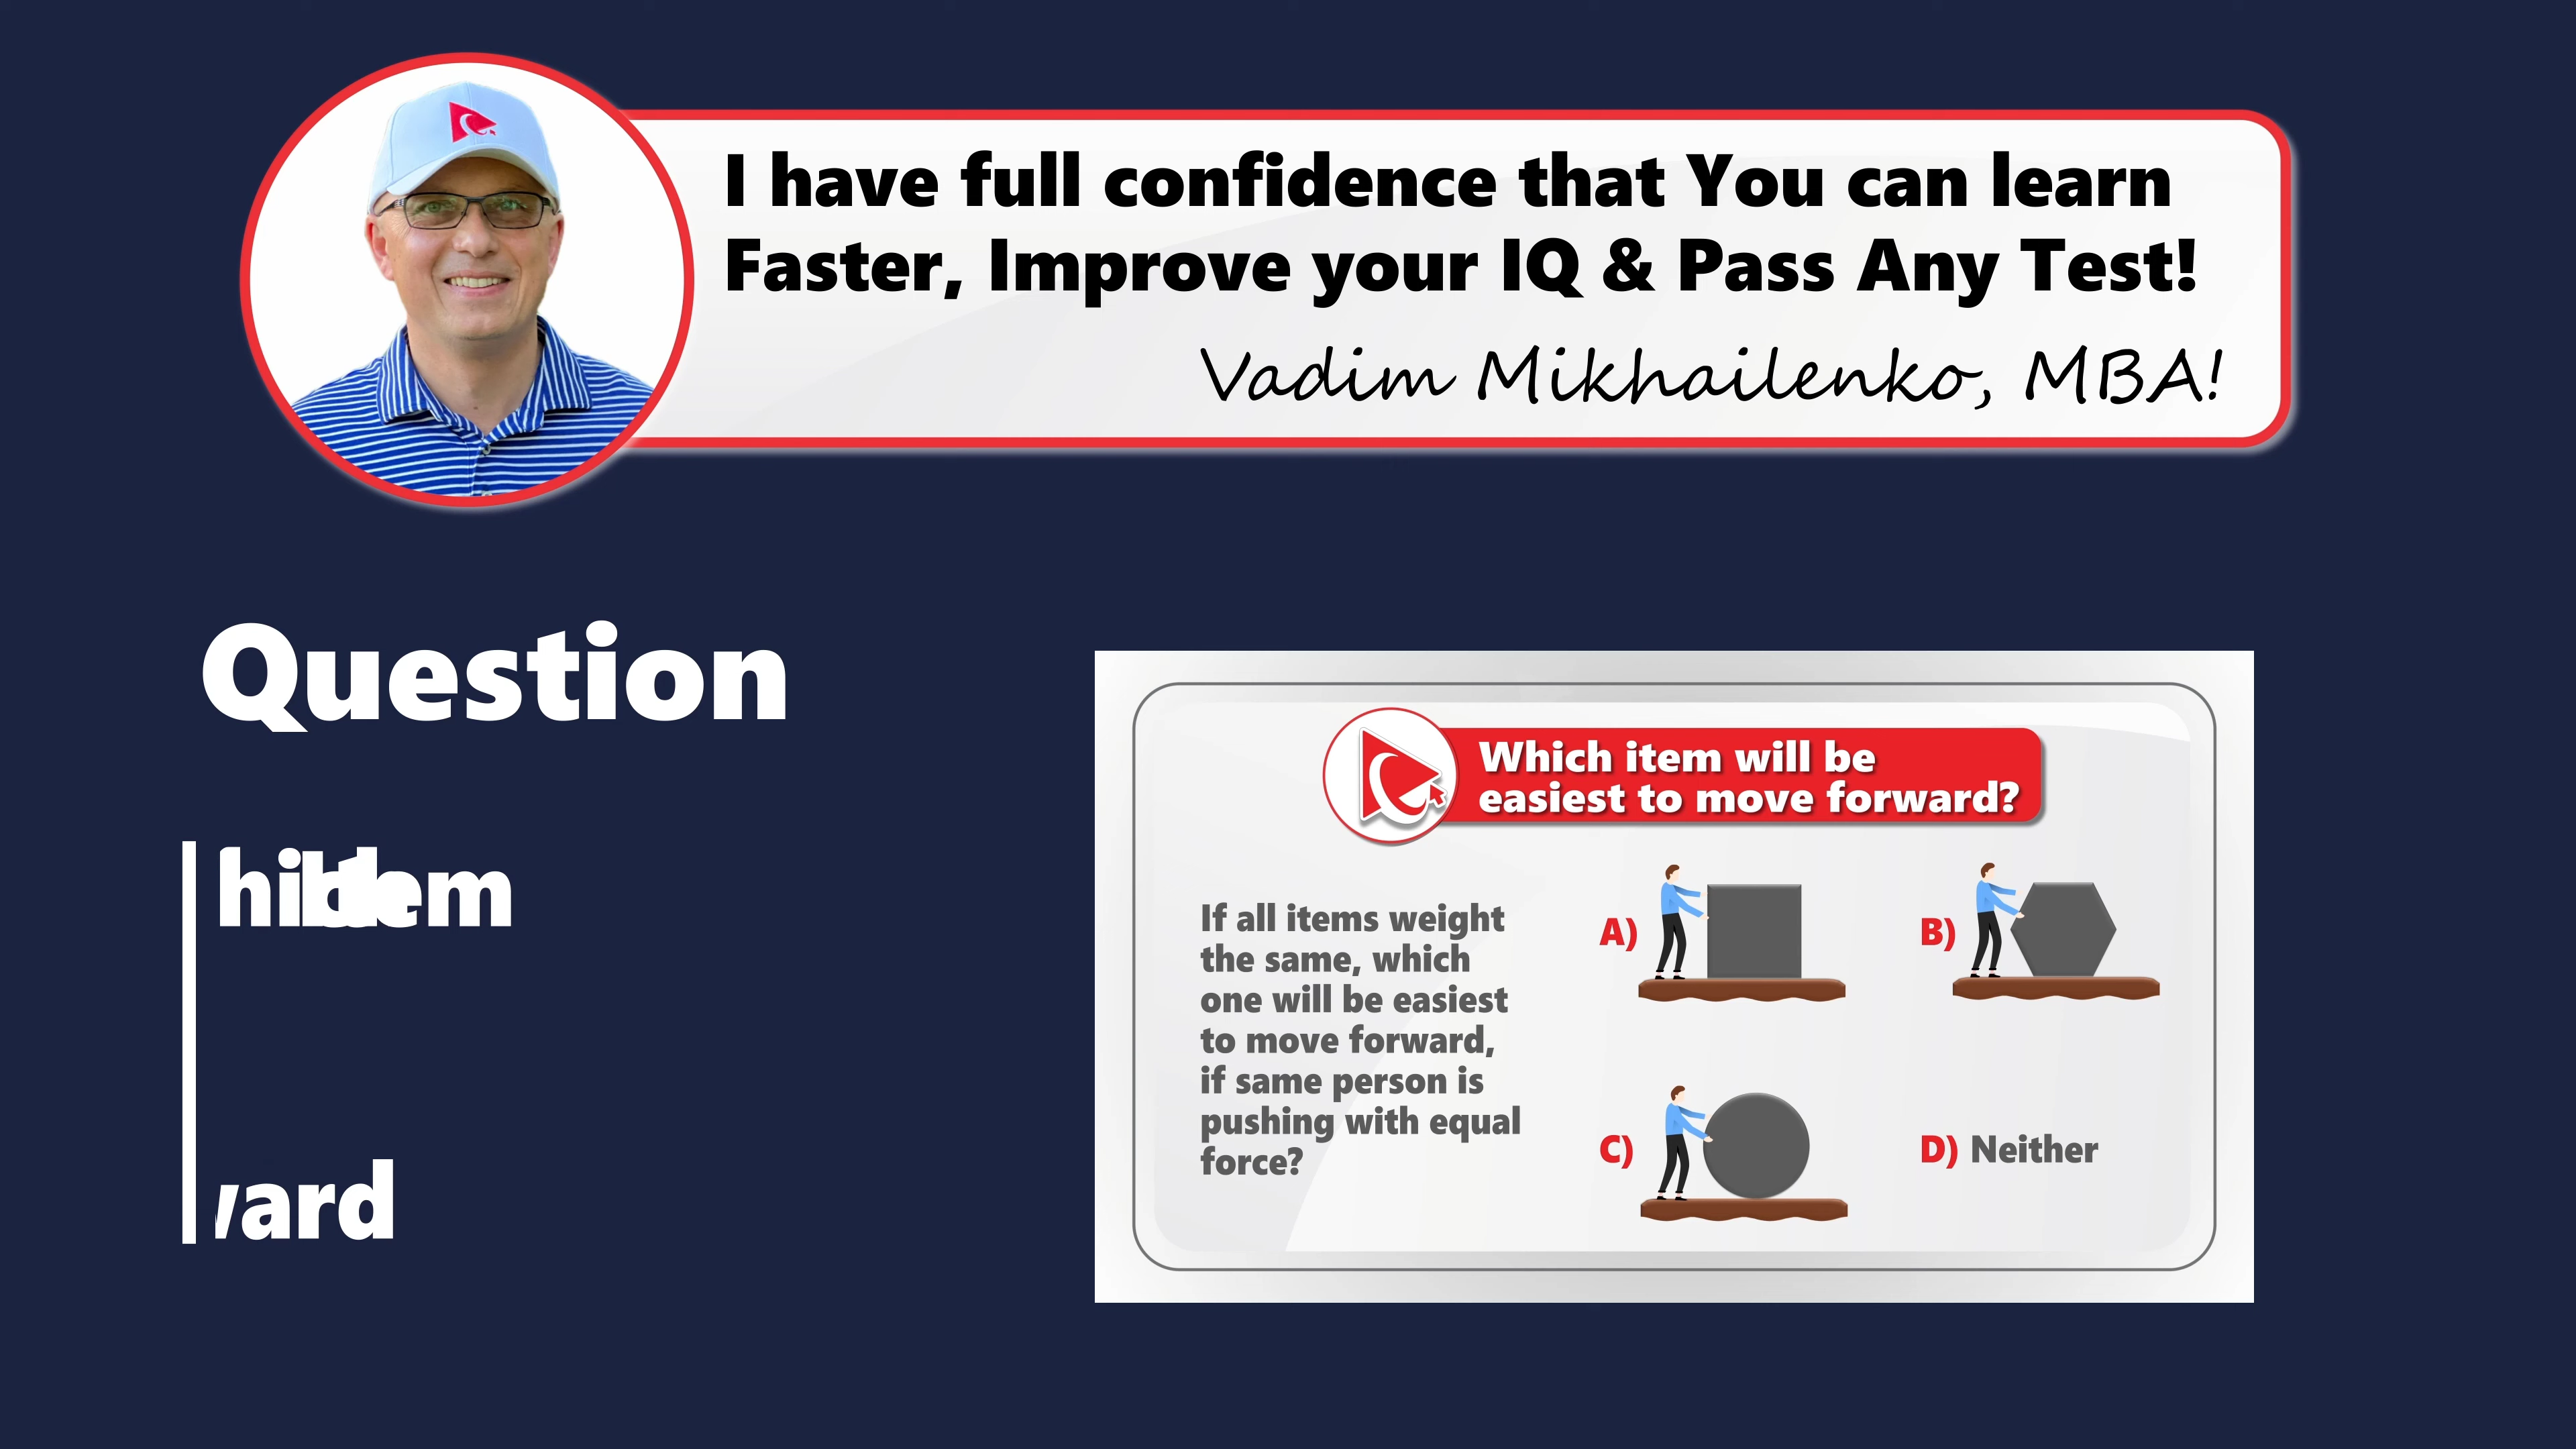 I have full confidence that You can learn
Faster, Improve your IQ & Pass Any Test!
Vadim Mikhailenko, MBA!
Question
Which item will be
easiest to move forward?
If all items weight
the same, which
one will be easiest
to move forward,
if same person is
pushing with equal
force?
A)
B)
C)
D) Neither